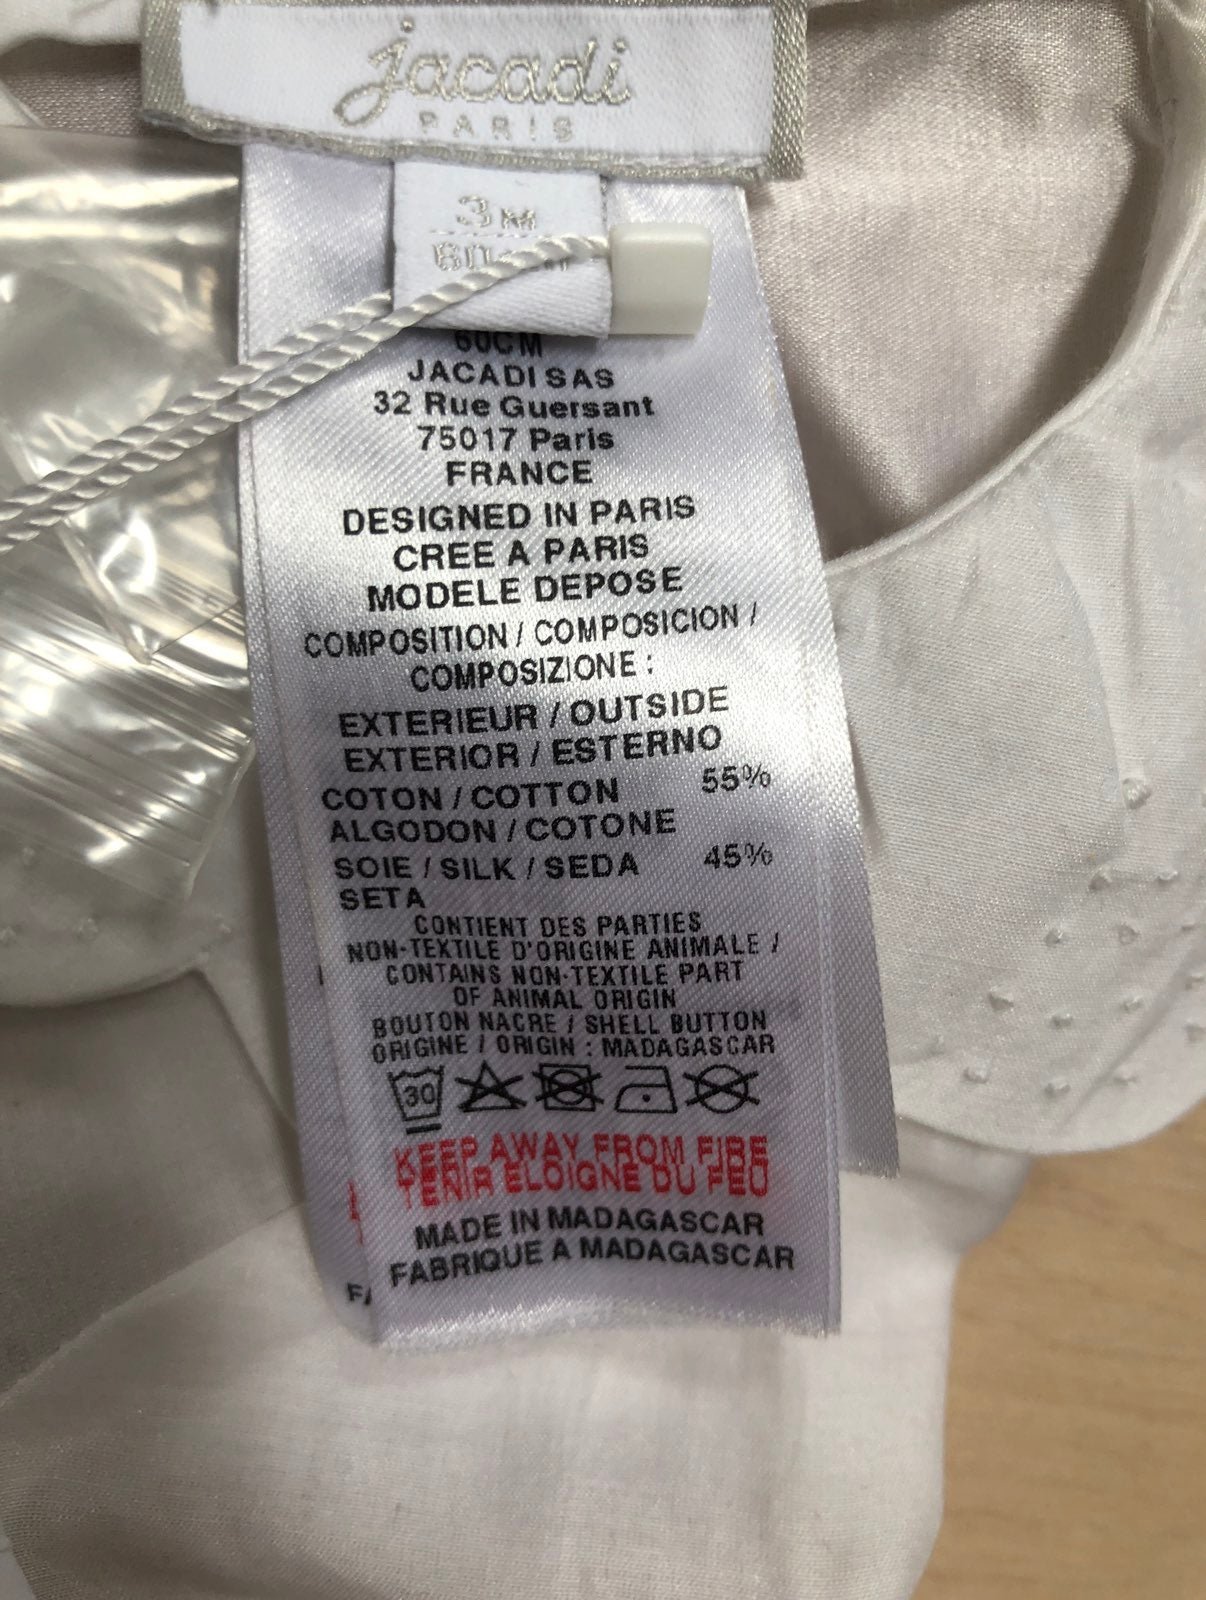 jacadi
PARIS
3M
60CM
JACADI SAS
32 Rue Guersant
75017 Paris
FRANCE
DESIGNED IN PARIS
CREE A PARIS
MODELE DEPOSE
COMPOSITION / COMPOSICION /
COMPOSIZIONE :
EXTERIEUR / OUTSIDE
EXTERIOR / ESTERNO
COTON / COTTON 55%
ALGODON / COTONE
SOIE / SILK / SEDA 45%
SETA
CONTIENT DES PARTIES
NON-TEXTILE D'ORIGINE ANIMALE /
CONTAINS NON-TEXTILE PART
OF ANIMAL ORIGIN
BOUTON NACRE / SHELL BUTTON
ORIGINE / ORIGIN : MADAGASCAR
30
KEEP AWAY FROM FIRE
TENIR ELOIGNE DU FEU
MADE IN MADAGASCAR
FABRIQUE A MADAGASCAR